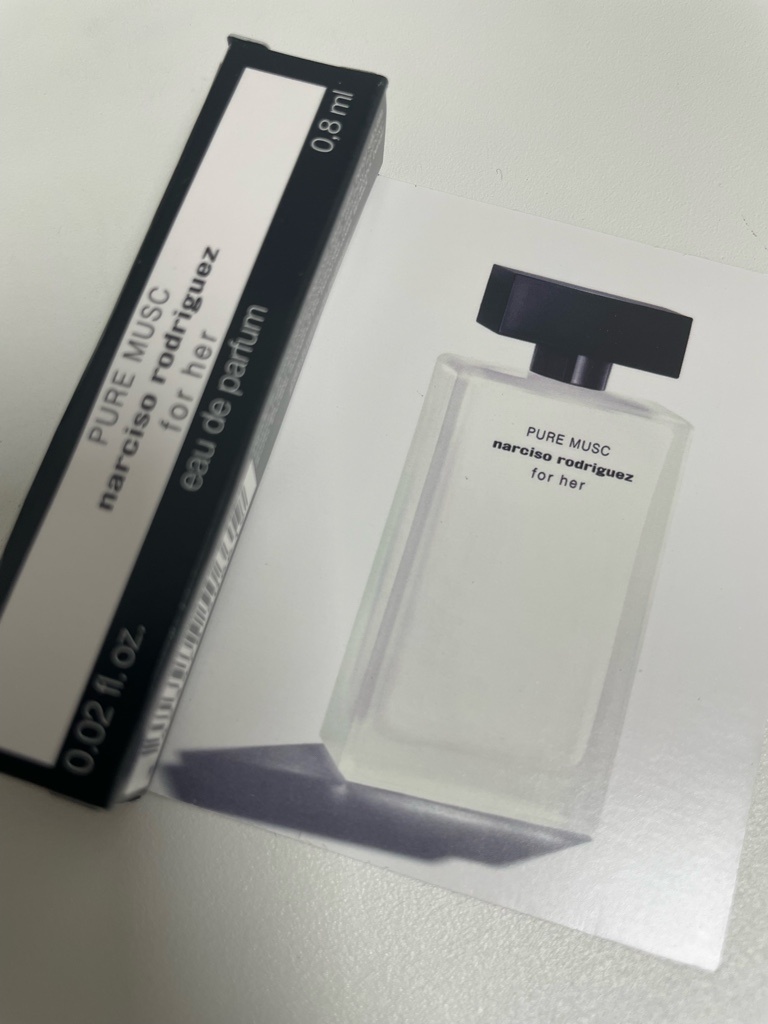 PURE MUSC
narciso rodriguez
for her
eau de parfum
0.02 fl. oz.
0,8 ml
PURE MUSC
narciso rodriguez
for her